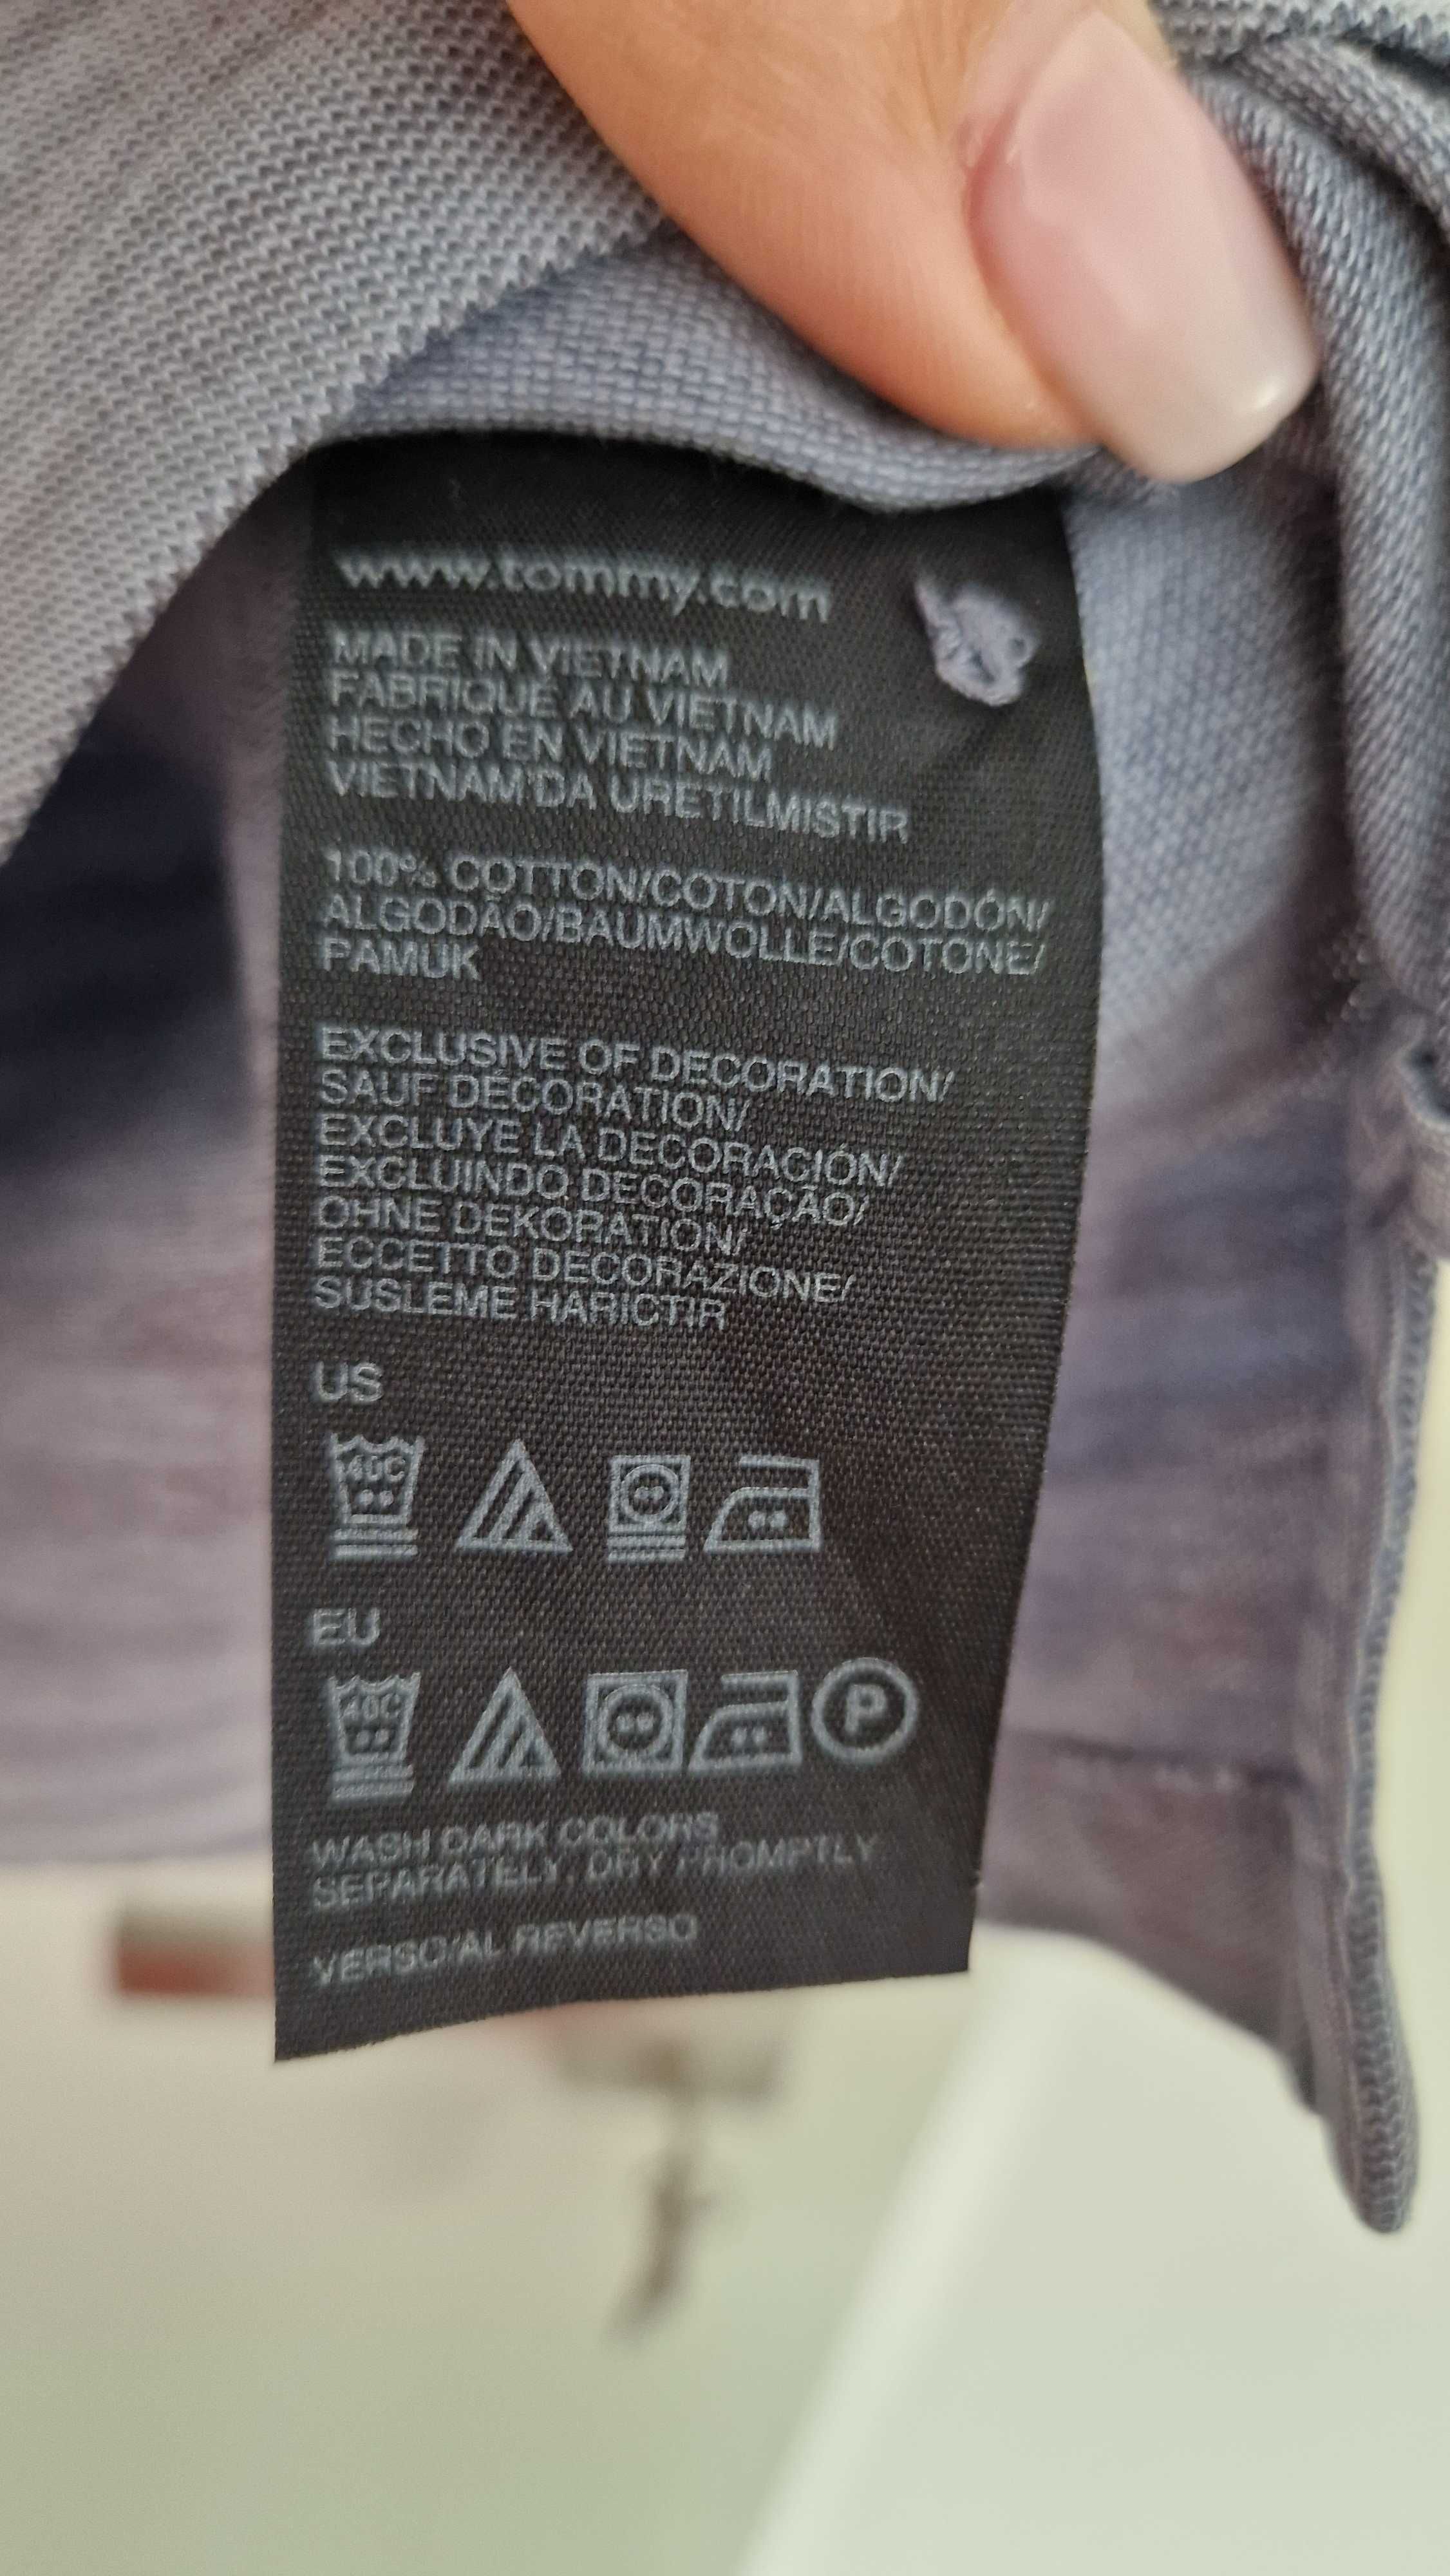 www.tommy.com
MADE IN VIETNAM
FABRIQUÉ AU VIETNAM
HECHO EN VIETNAM
VIETNAM'DA URETILMISTIR
100% COTTON/COTON/ALGODÓN/
ALGODÃO/BAUMWOLLE/COTONE/
PAMUK
EXCLUSIVE OF DECORATION/
SAUF DÉCORATION/
EXCLUYE LA DECORACIÓN/
EXCLUINDO DECORAÇÃO/
OHNE DEKORATION/
ECCETTO DECORAZIONE/
SUSLEME HARICTIR
US
40C
EU
40C
P
WASH DARK COLORS
SEPARATELY, DRY PROMPTLY
VERSO/AL REVERSO